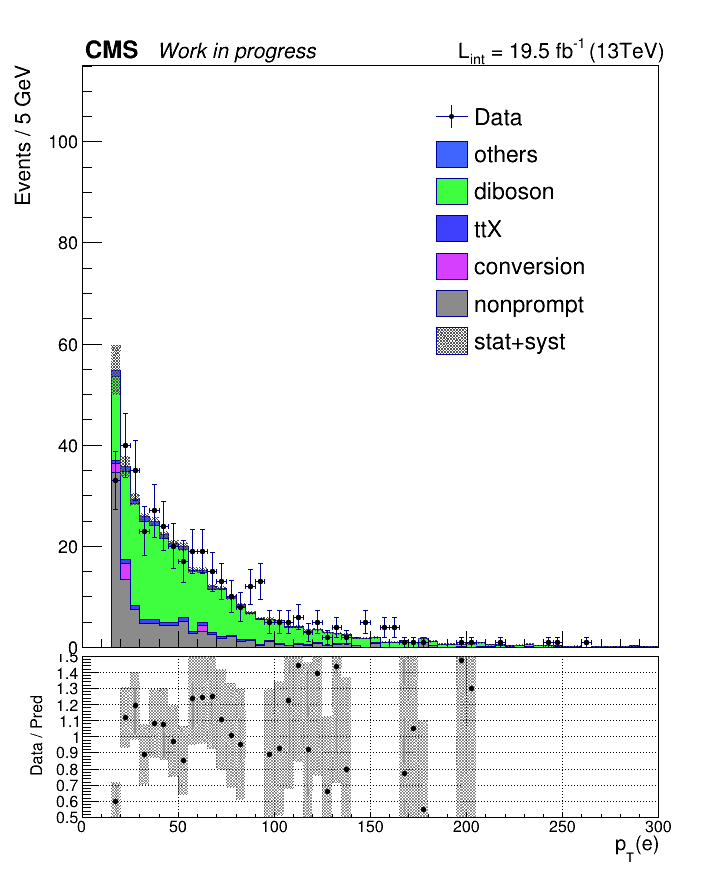 CMS Work in progress L_int = 19.5 fb^-1 (13TeV)
Events / 5 GeV
100
80
60
40
20
0
Data
others
diboson
ttX
conversion
nonprompt
stat+syst
Data / Pred
1.5
1.4
1.3
1.2
1.1
1
0.9
0.8
0.7
0.6
0.5
0 50 100 150 200 250 300
p_T(e)